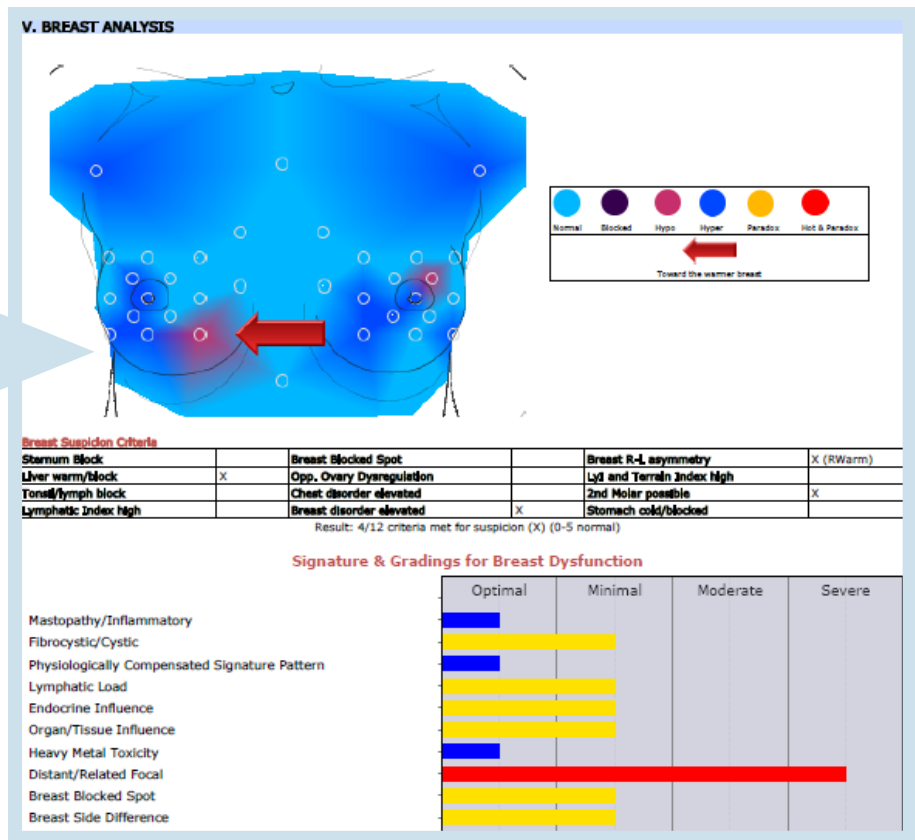 V. BREAST ANALYSIS
Normal Blocked Hypo Hyper Paradox Hot & Paradox
Toward the warmer breast
Breast Suspicion Criteria
Sternum Block Breast Blocked Spot Breast R-L asymmetry X (RWarm)
Liver warm/block X Opp. Ovary Dysregulation Ly1 and Terrain Index high
Tonsil/lymph block Chest disorder elevated 2nd Molar possible X
Lymphatic Index high Breast disorder elevated X Stomach cold/blocked
Result: 4/12 criteria met for suspicion (X) (0-5 normal)
Signature & Gradings for Breast Dysfunction
Optimal Minimal Moderate Severe
Mastopathy/Inflammatory
Fibrocystic/Cystic
Physiologically Compensated Signature Pattern
Lymphatic Load
Endocrine Influence
Organ/Tissue Influence
Heavy Metal Toxicity
Distant/Related Focal
Breast Blocked Spot
Breast Side Difference